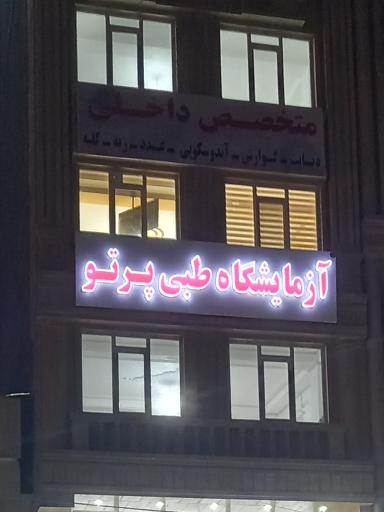 متخصص داخلی
دیابت - گوارش - آندوسکوپی - غدد - ریه - کلیه
آزمایشگاه طبی پرتو